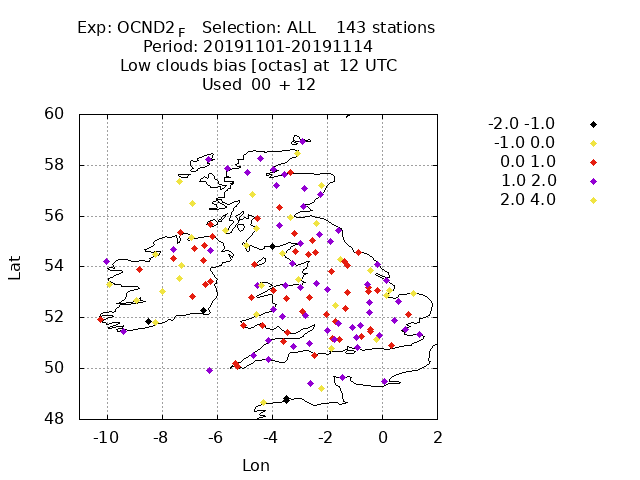 Exp: OCND2_F Selection: ALL 143 stations
Period: 20191101-20191114
Low clouds bias [octas] at 12 UTC
Used 00 + 12
-2.0 -1.0
-1.0 0.0
0.0 1.0
1.0 2.0
2.0 4.0
60
58
56
54
52
50
48
Lat
-10 -8 -6 -4 -2 0 2
Lon